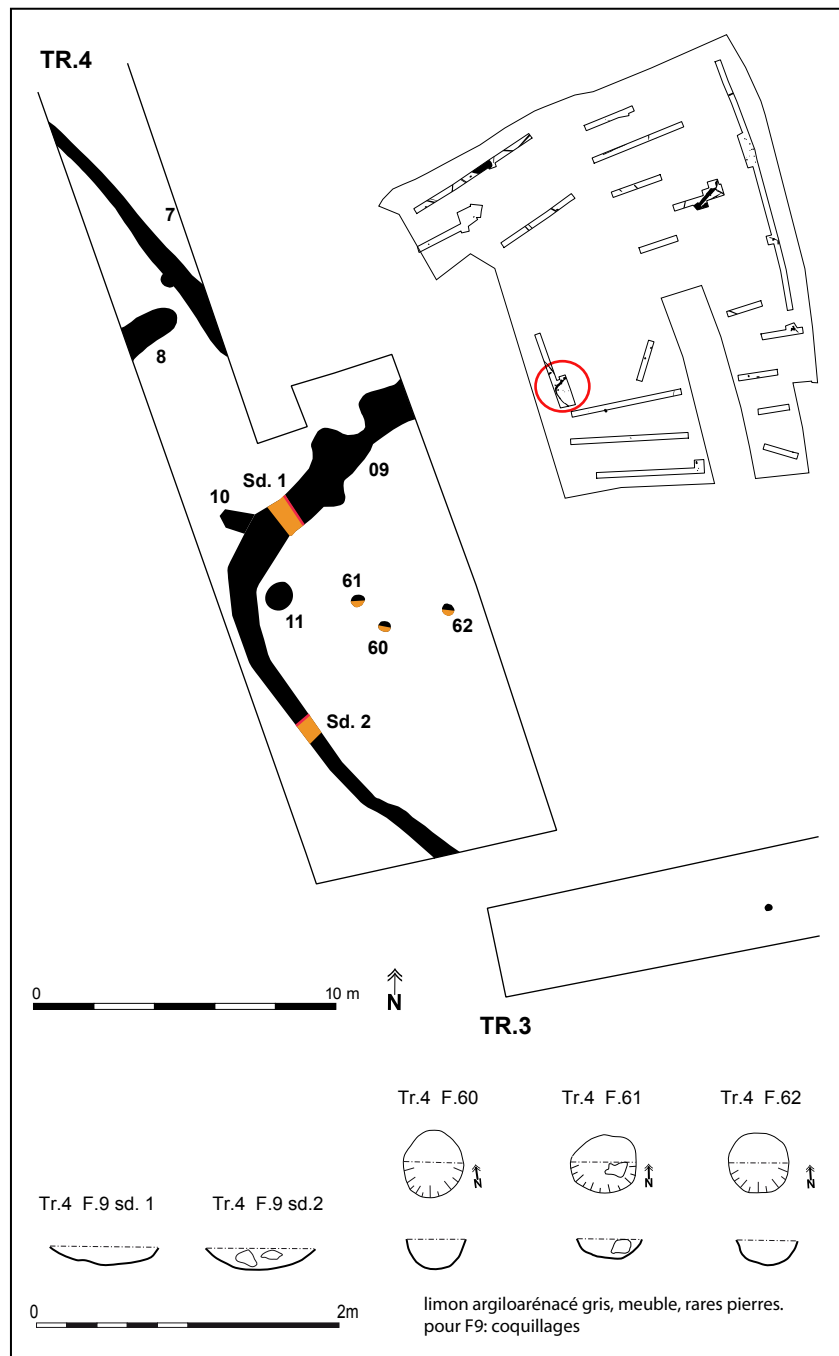 TR.4
7
8
Sd. 1
09
10
61
11
60
62
Sd. 2
0
10 m
N
TR.3
Tr.4 F.60
Tr.4 F.61
Tr.4 F.62
N
N
N
Tr.4 F.9 sd. 1
Tr.4 F.9 sd.2
0
2m
limon argiloarénacé gris, meuble, rares pierres.
pour F9: coquillages